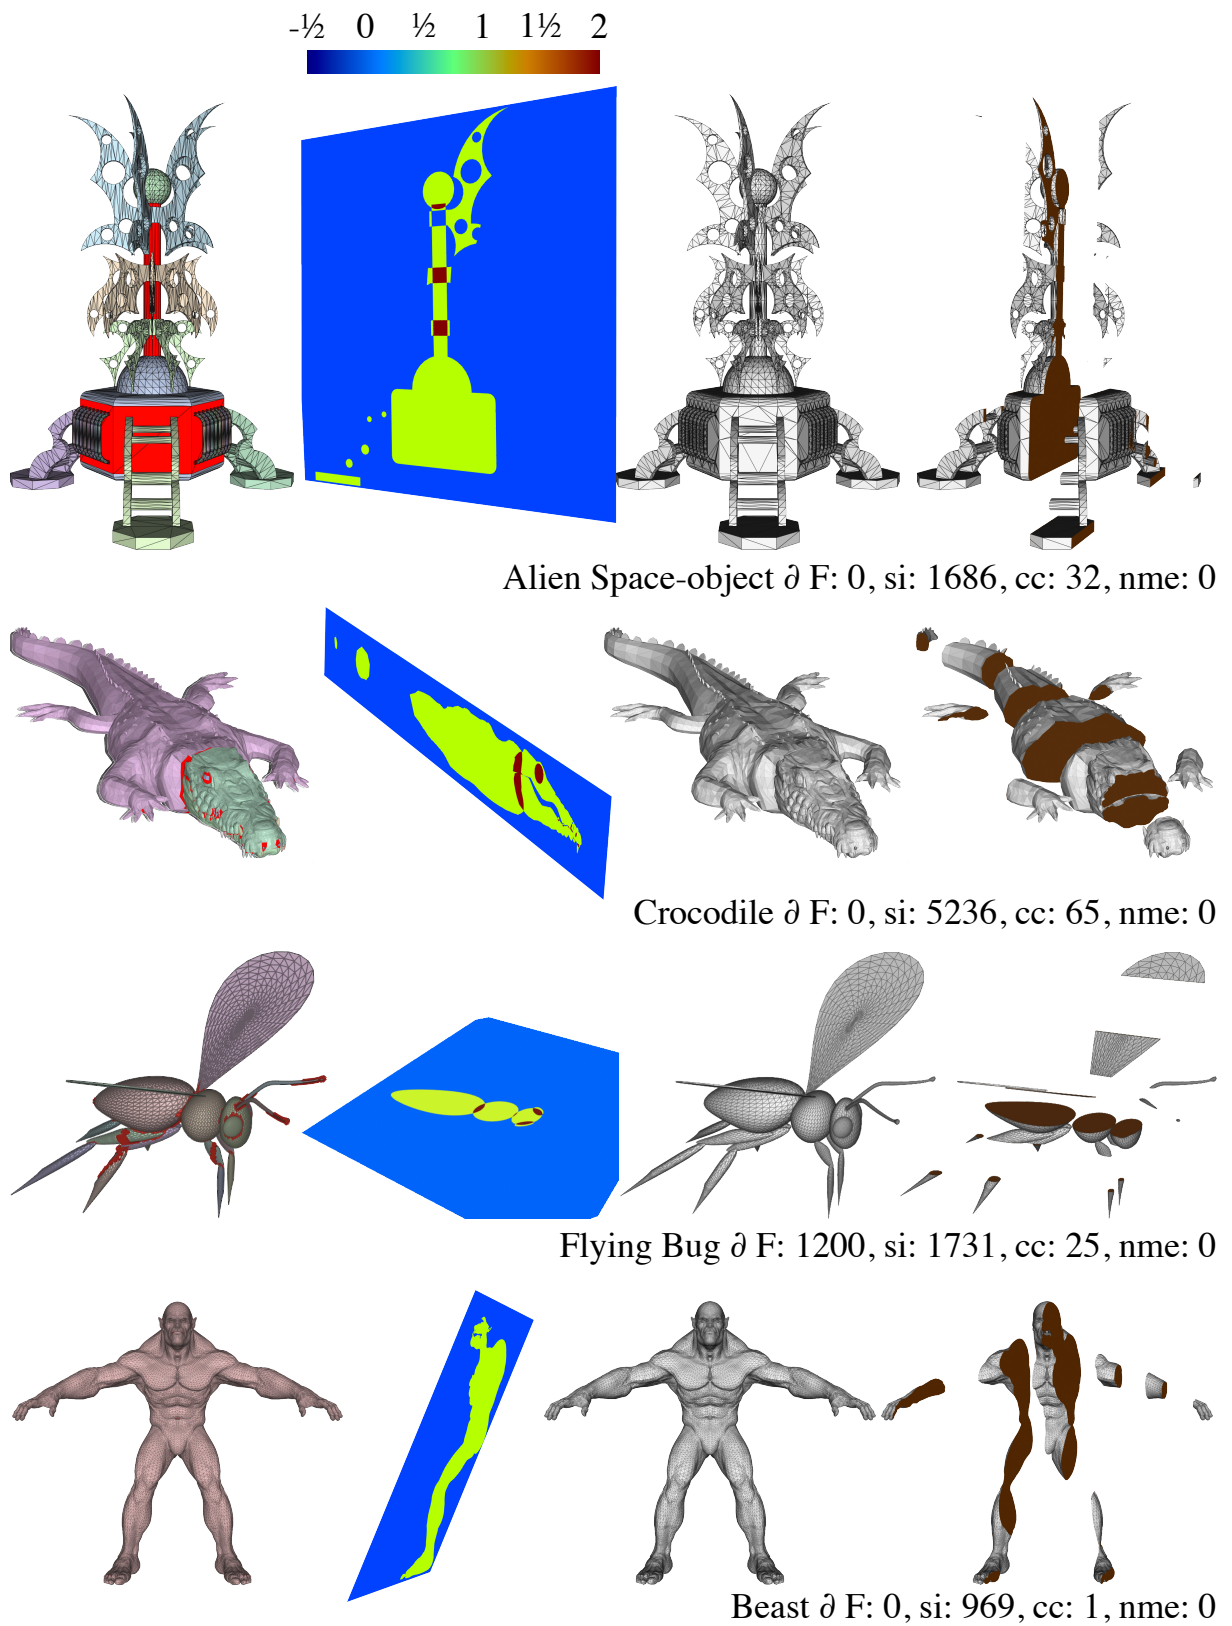 -½ 0 ½ 1 1½ 2
Alien Space-object ∂ F: 0, si: 1686, cc: 32, nme: 0
Crocodile ∂ F: 0, si: 5236, cc: 65, nme: 0
Flying Bug ∂ F: 1200, si: 1731, cc: 25, nme: 0
Beast ∂ F: 0, si: 969, cc: 1, nme: 0